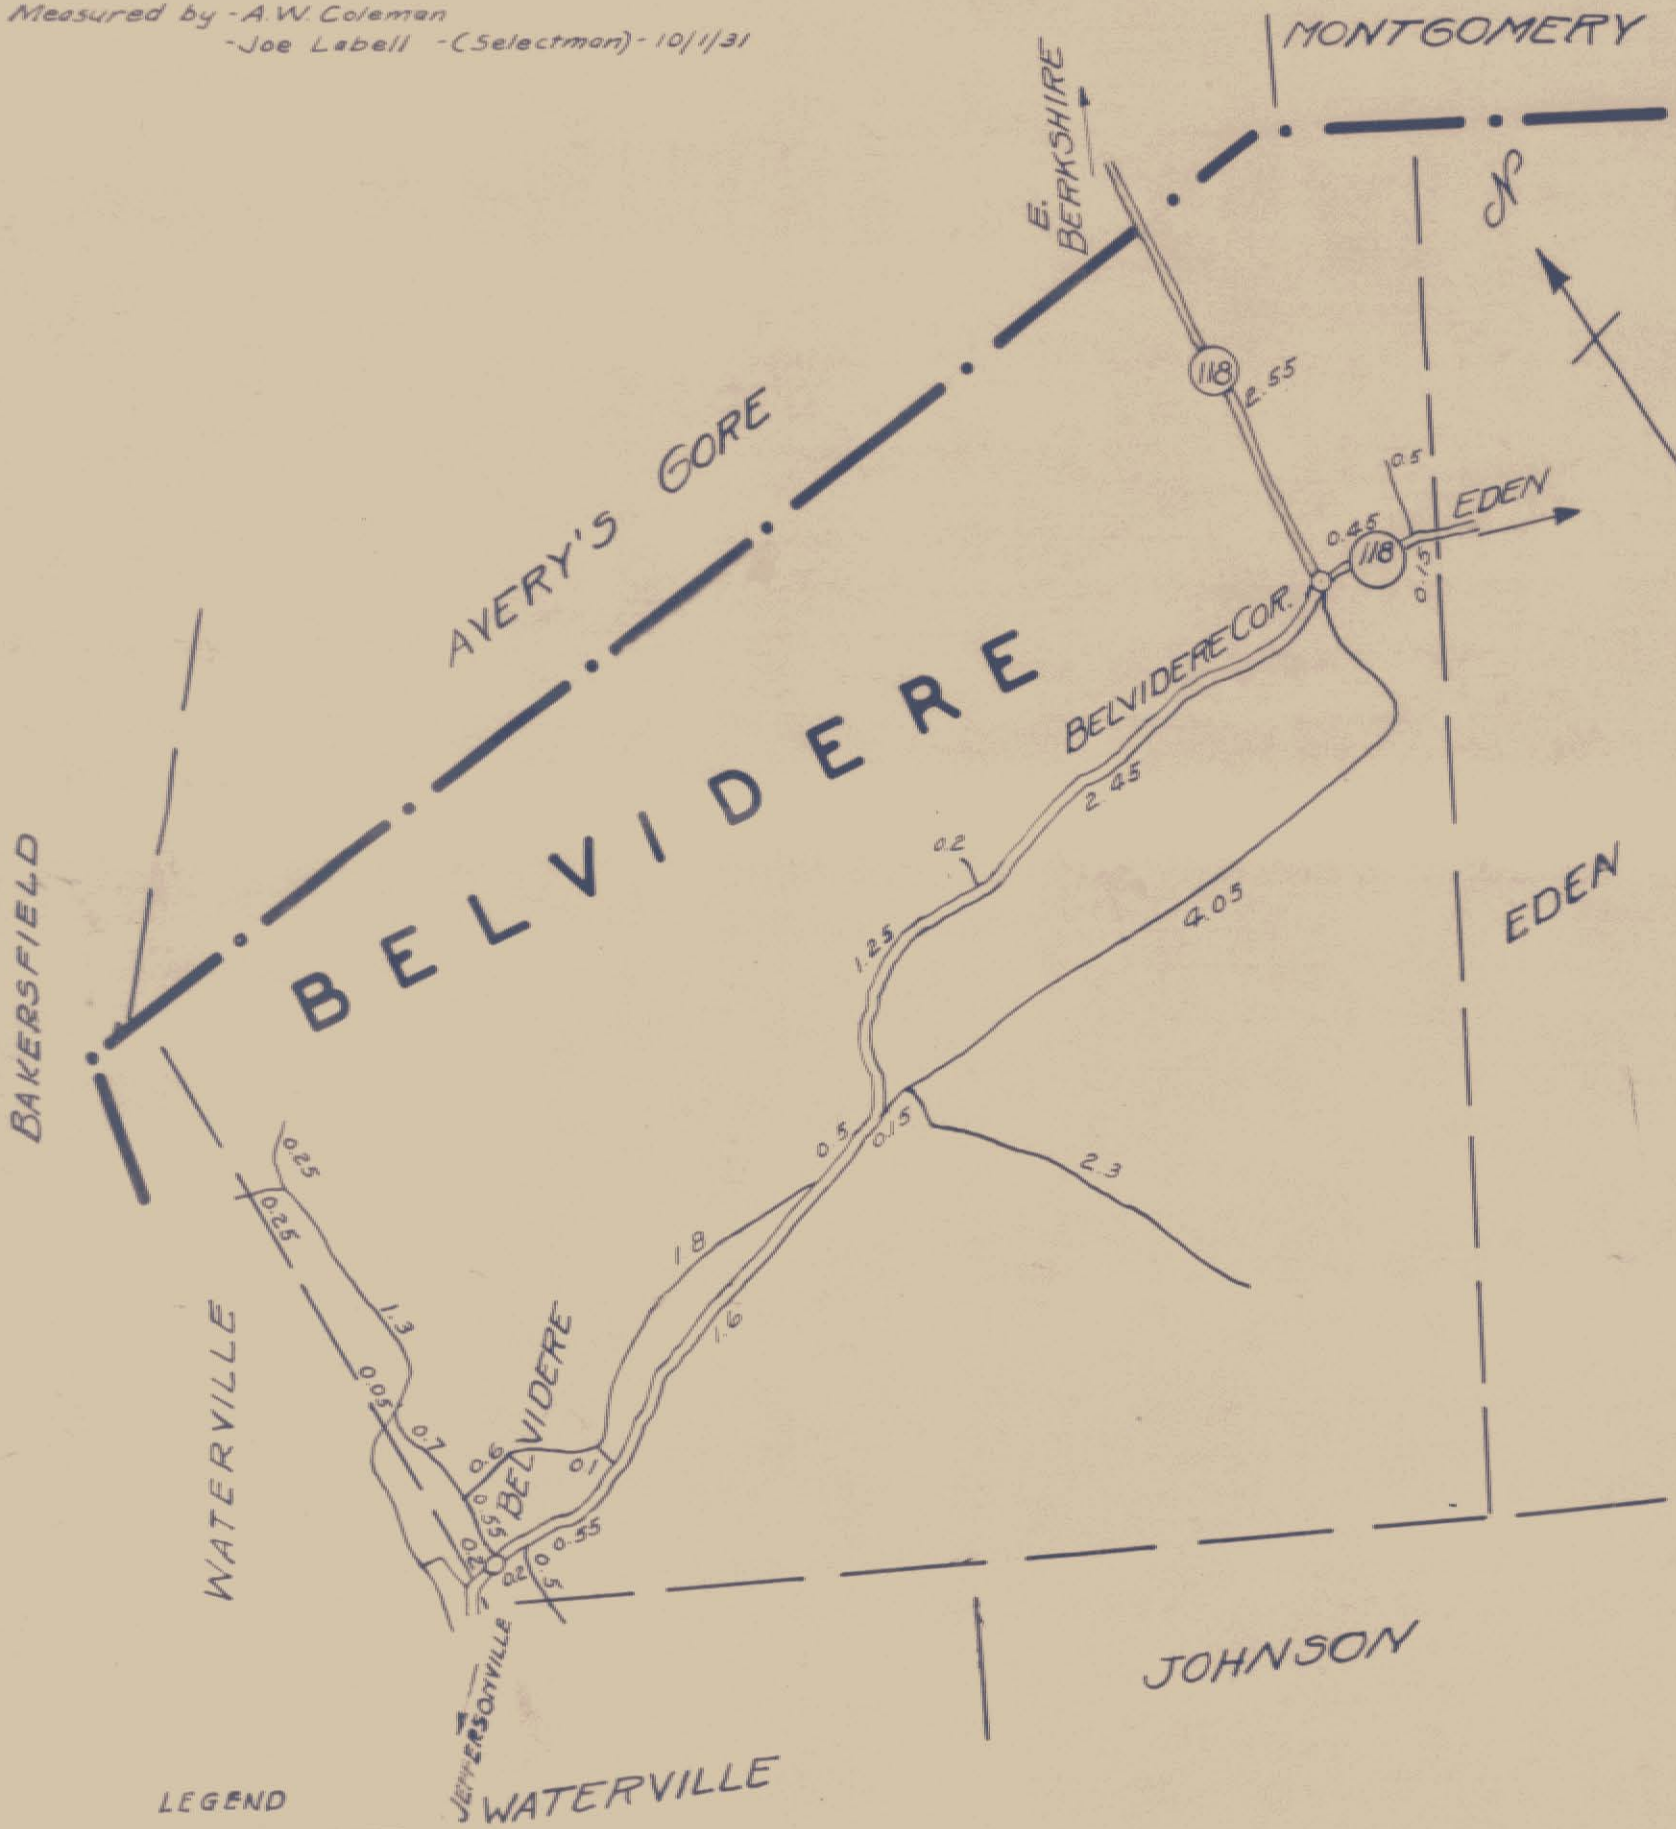 Measured by - A.W. Coleman
- Joe Labell - (Selectman) - 10/1/31
MONTGOMERY
E.
BERKSHIRE
N
118
2.55
AVERY'S GORE
0.5
EDEN
0.45
118
0.15
BELVIDERE COR.
BELVIDERE
2.45
BAKERSFIELD
0.2
EDEN
4.05
1.25
0.5
0.15
0.25
2.3
0.25
1.8
1.3
1.6
WATERVILLE
BELVIDERE
0.05
0.7
0.6
0.1
0.55
0.2
0.2
0.5
JOHNSON
JEFFERSONVILLE
WATERVILLE
LEGEND